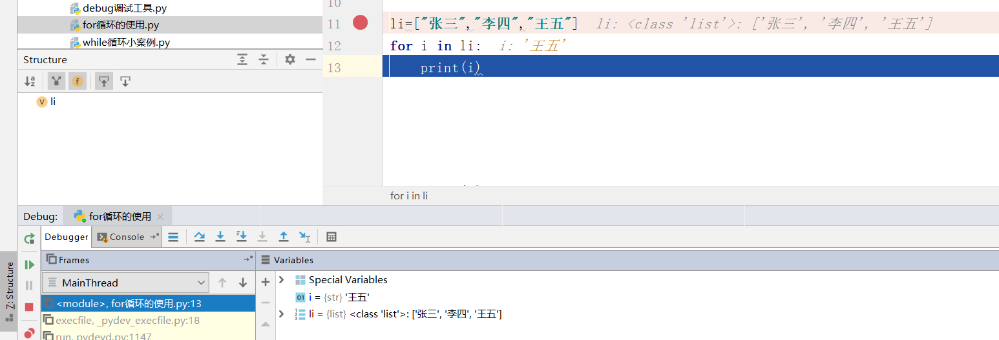 debug调试工具.py
for循环的使用.py
while循环小案例.py
Structure
li
10
11 li=["张三","李四","王五"] li: <class 'list'>: ['张三', '李四', '王五']
12 for i in li: i: '王五'
13 print(i)
for i in li
Debug: for循环的使用
Debugger Console
Frames
Variables
MainThread
Special Variables
<module>, for循环的使用.py:13
i = {str} '王五'
execfile, _pydev_execfile.py:18
li = {list} <class 'list'>: ['张三', '李四', '王五']
run, pydevd.py:1147
Z: Structure